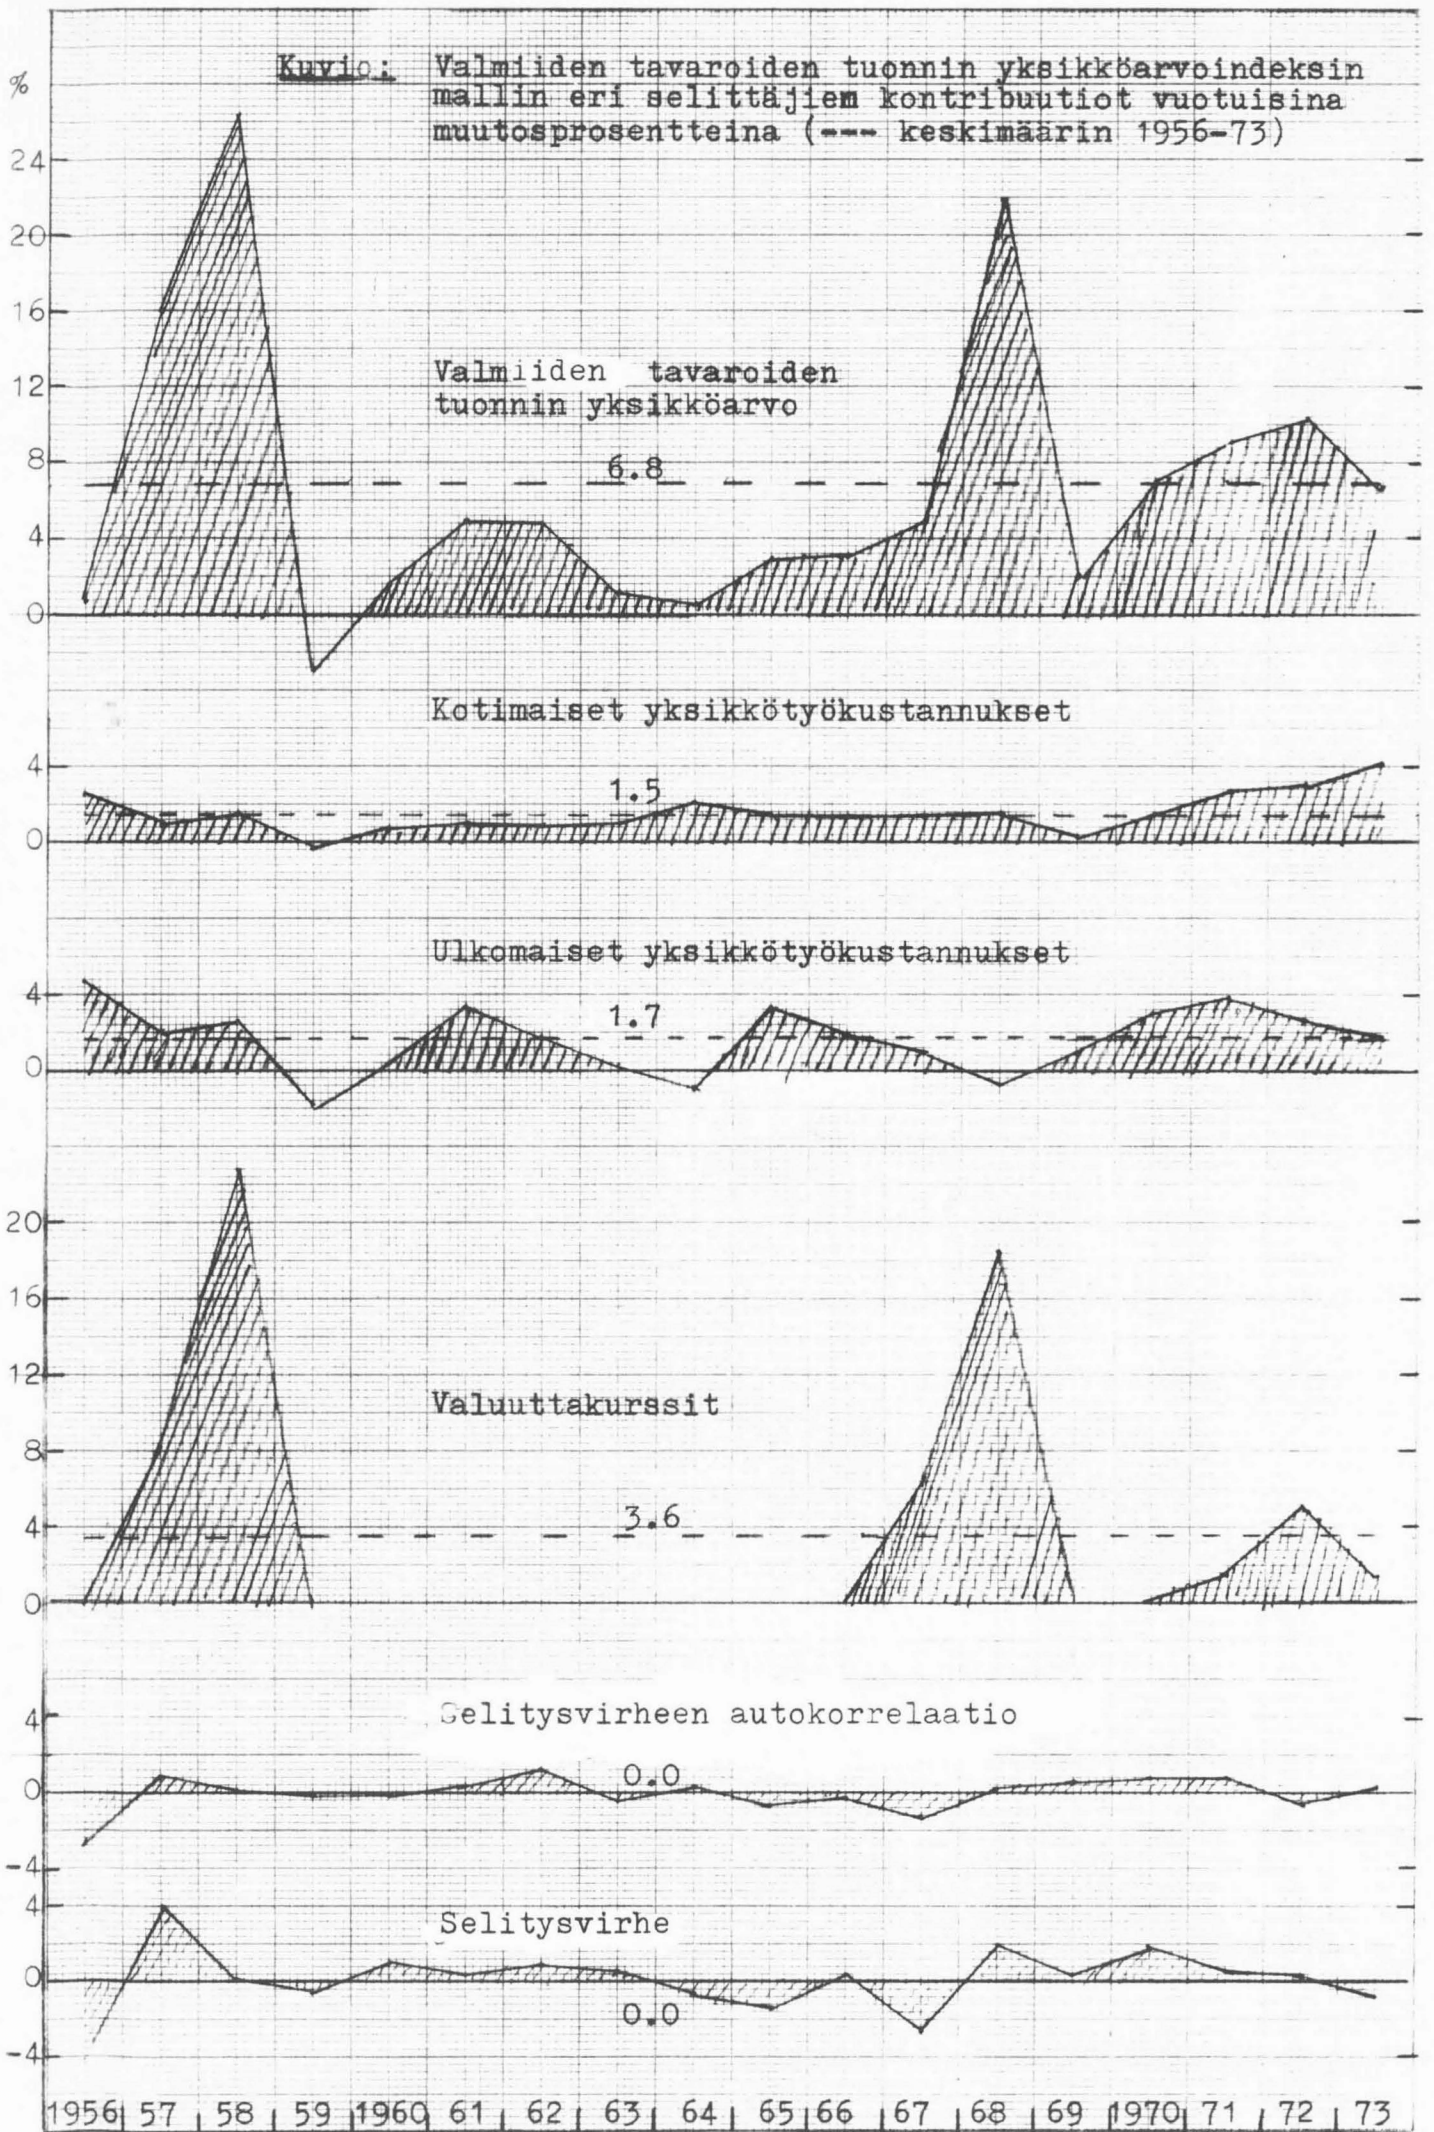 Kuvio: Valmiiden tavaroiden tuonnin yksikköarvoindeksin
mallin eri selittäjiem kontribuutiot vuotuisina
muutosprosentteina (--- keskimäärin 1956-73)
%
24
20
16
12
8
4
0
Valmiiden tavaroiden
tuonnin yksikköarvo
6.8
Kotimaiset yksikkötyökustannukset
4
0
1.5
Ulkomaiset yksikkötyökustannukset
4
0
1.7
20
16
12
8
4
0
Valuuttakurssit
3.6
Selitysvirheen autokorrelaatio
4
0
-4
0.0
Selitysvirhe
4
0
-4
0.0
1956 57 58 59 1960 61 62 63 64 65 66 67 68 69 1970 71 72 73